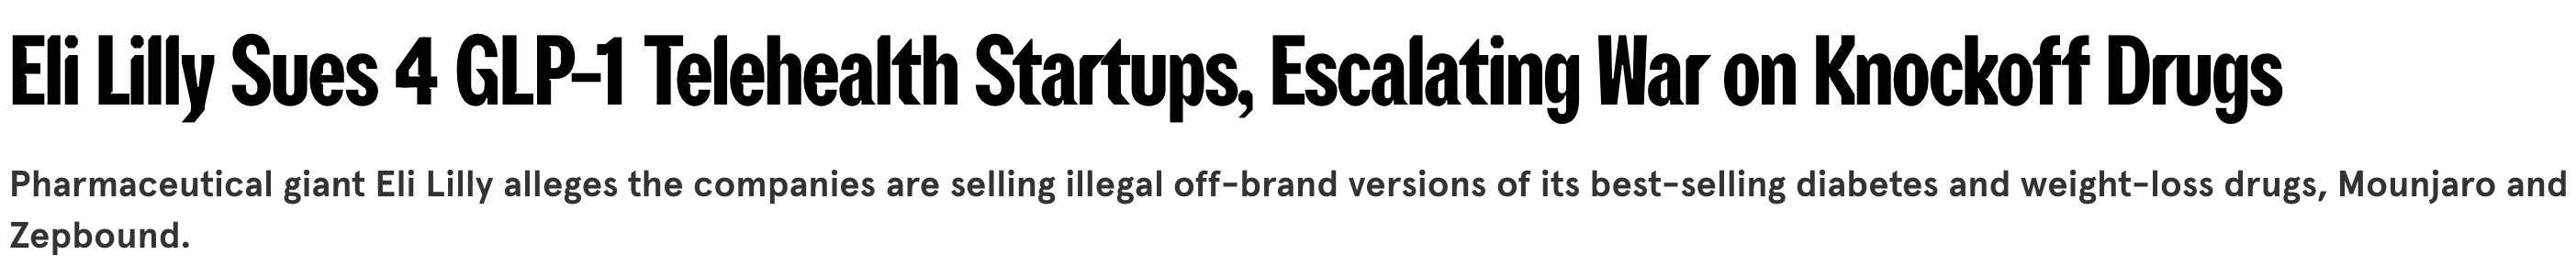 Eli Lilly Sues 4 GLP-1 Telehealth Startups, Escalating War on Knockoff Drugs
Pharmaceutical giant Eli Lilly alleges the companies are selling illegal off-brand versions of its best-selling diabetes and weight-loss drugs, Mounjaro and
Zepbound.